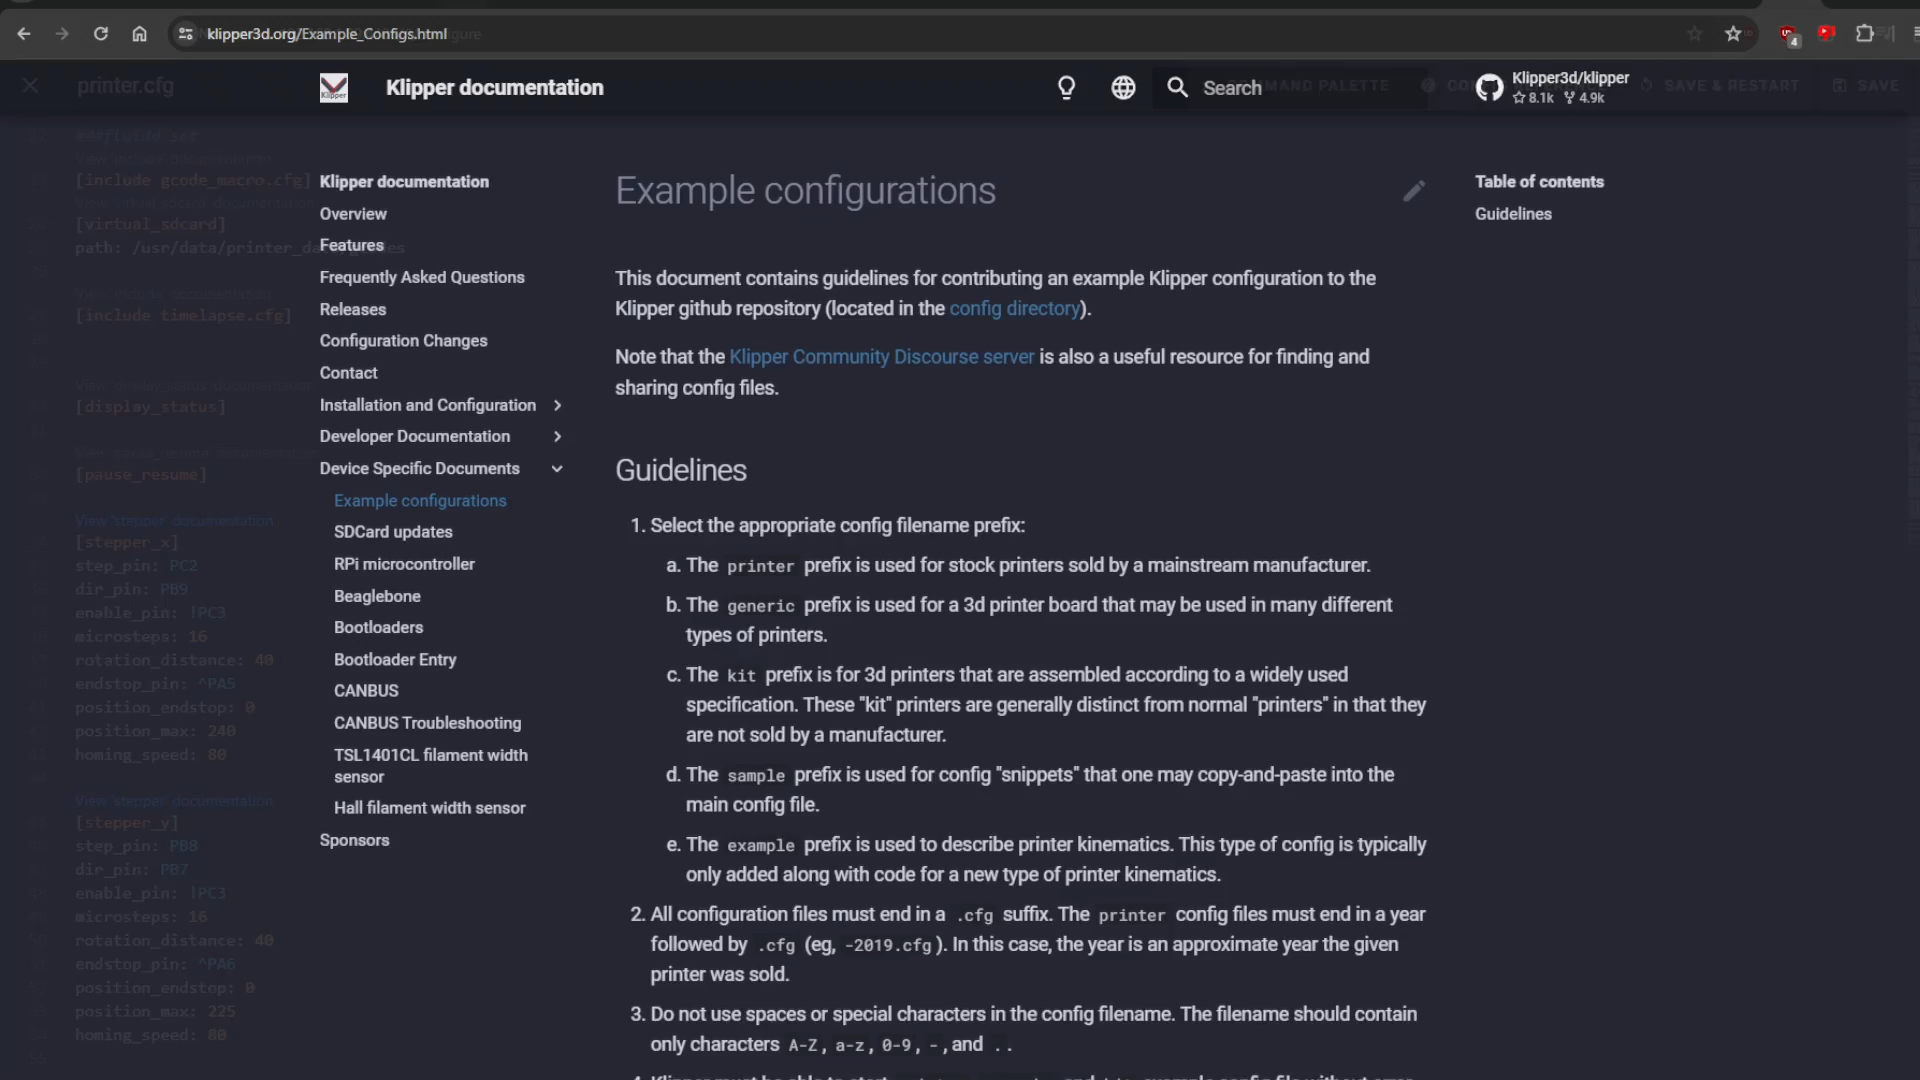 klipper3d.org/Example_Configs.html
4
printer.cfg
Klipper
Klipper documentation
Search
COMMAND PALETTE
Klipper3d/klipper
8.1k 4.9k
SAVE & RESTART
SAVE
[include gcode_macro.cfg]
[virtual_sdcard]
path: /usr/data/printer_data/gcodes
[include timelapse.cfg]
[display_status]
[pause_resume]
View 'stepper' documentation
[stepper_x]
step_pin: PC2
dir_pin: PB9
enable_pin: !PC3
microsteps: 16
rotation_distance: 40
endstop_pin: ^PA5
position_endstop: 0
position_max: 240
homing_speed: 80
View 'stepper' documentation
[stepper_y]
step_pin: PB8
dir_pin: PB7
enable_pin: !PC3
microsteps: 16
rotation_distance: 40
endstop_pin: ^PA6
position_endstop: 0
position_max: 225
homing_speed: 80
Klipper documentation
Overview
Features
Frequently Asked Questions
Releases
Configuration Changes
Contact
Installation and Configuration
Developer Documentation
Device Specific Documents
Example configurations
SDCard updates
RPi microcontroller
Beaglebone
Bootloaders
Bootloader Entry
CANBUS
CANBUS Troubleshooting
TSL1401CL filament width
sensor
Hall filament width sensor
Sponsors
Example configurations
This document contains guidelines for contributing an example Klipper configuration to the
Klipper github repository (located in the config directory).
Note that the Klipper Community Discourse server is also a useful resource for finding and
sharing config files.
Guidelines
1. Select the appropriate config filename prefix:
a. The printer prefix is used for stock printers sold by a mainstream manufacturer.
b. The generic prefix is used for a 3d printer board that may be used in many different
types of printers.
c. The kit prefix is for 3d printers that are assembled according to a widely used
specification. These "kit" printers are generally distinct from normal "printers" in that they
are not sold by a manufacturer.
d. The sample prefix is used for config "snippets" that one may copy-and-paste into the
main config file.
e. The example prefix is used to describe printer kinematics. This type of config is typically
only added along with code for a new type of printer kinematics.
2. All configuration files must end in a .cfg suffix. The printer config files must end in a year
followed by .cfg (eg, -2019.cfg ). In this case, the year is an approximate year the given
printer was sold.
3. Do not use spaces or special characters in the config filename. The filename should contain
only characters A-Z , a-z , 0-9 , - , and . .
Table of contents
Guidelines